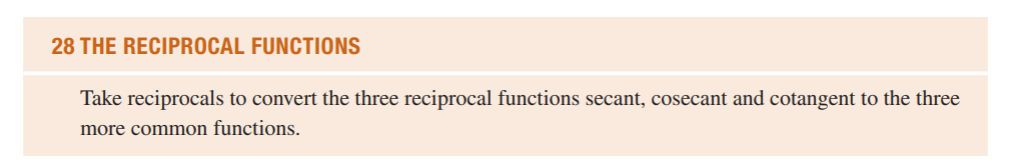 28 THE RECIPROCAL FUNCTIONS
Take reciprocals to convert the three reciprocal functions secant, cosecant and cotangent to the three
more common functions.